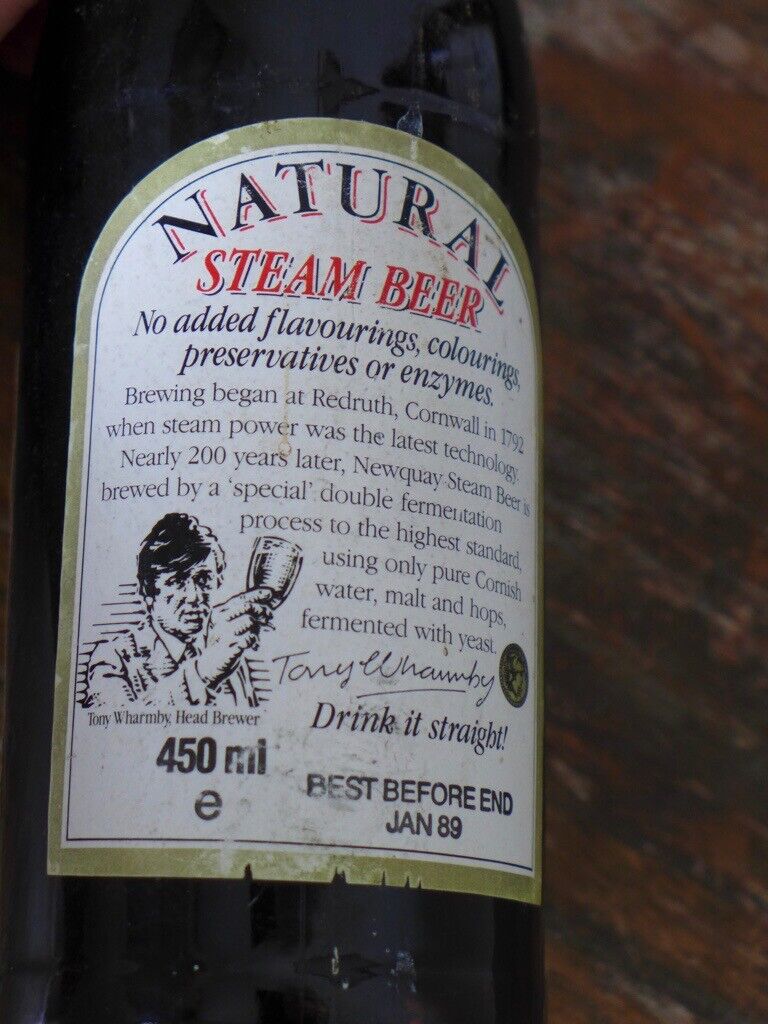 NATURAL
STEAM BEER
No added flavourings, colourings,
preservatives or enzymes.
Brewing began at Redruth, Cornwall in 1792
when steam power was the latest technology.
Nearly 200 years later, Newquay Steam Beer is
brewed by a ‘special’ double fermentation
process to the highest standard,
using only pure Cornish
water, malt and hops,
fermented with yeast.
Tony Wharmby
Tony Wharmby, Head Brewer
Drink it straight!
450 ml
e
BEST BEFORE END
JAN 89